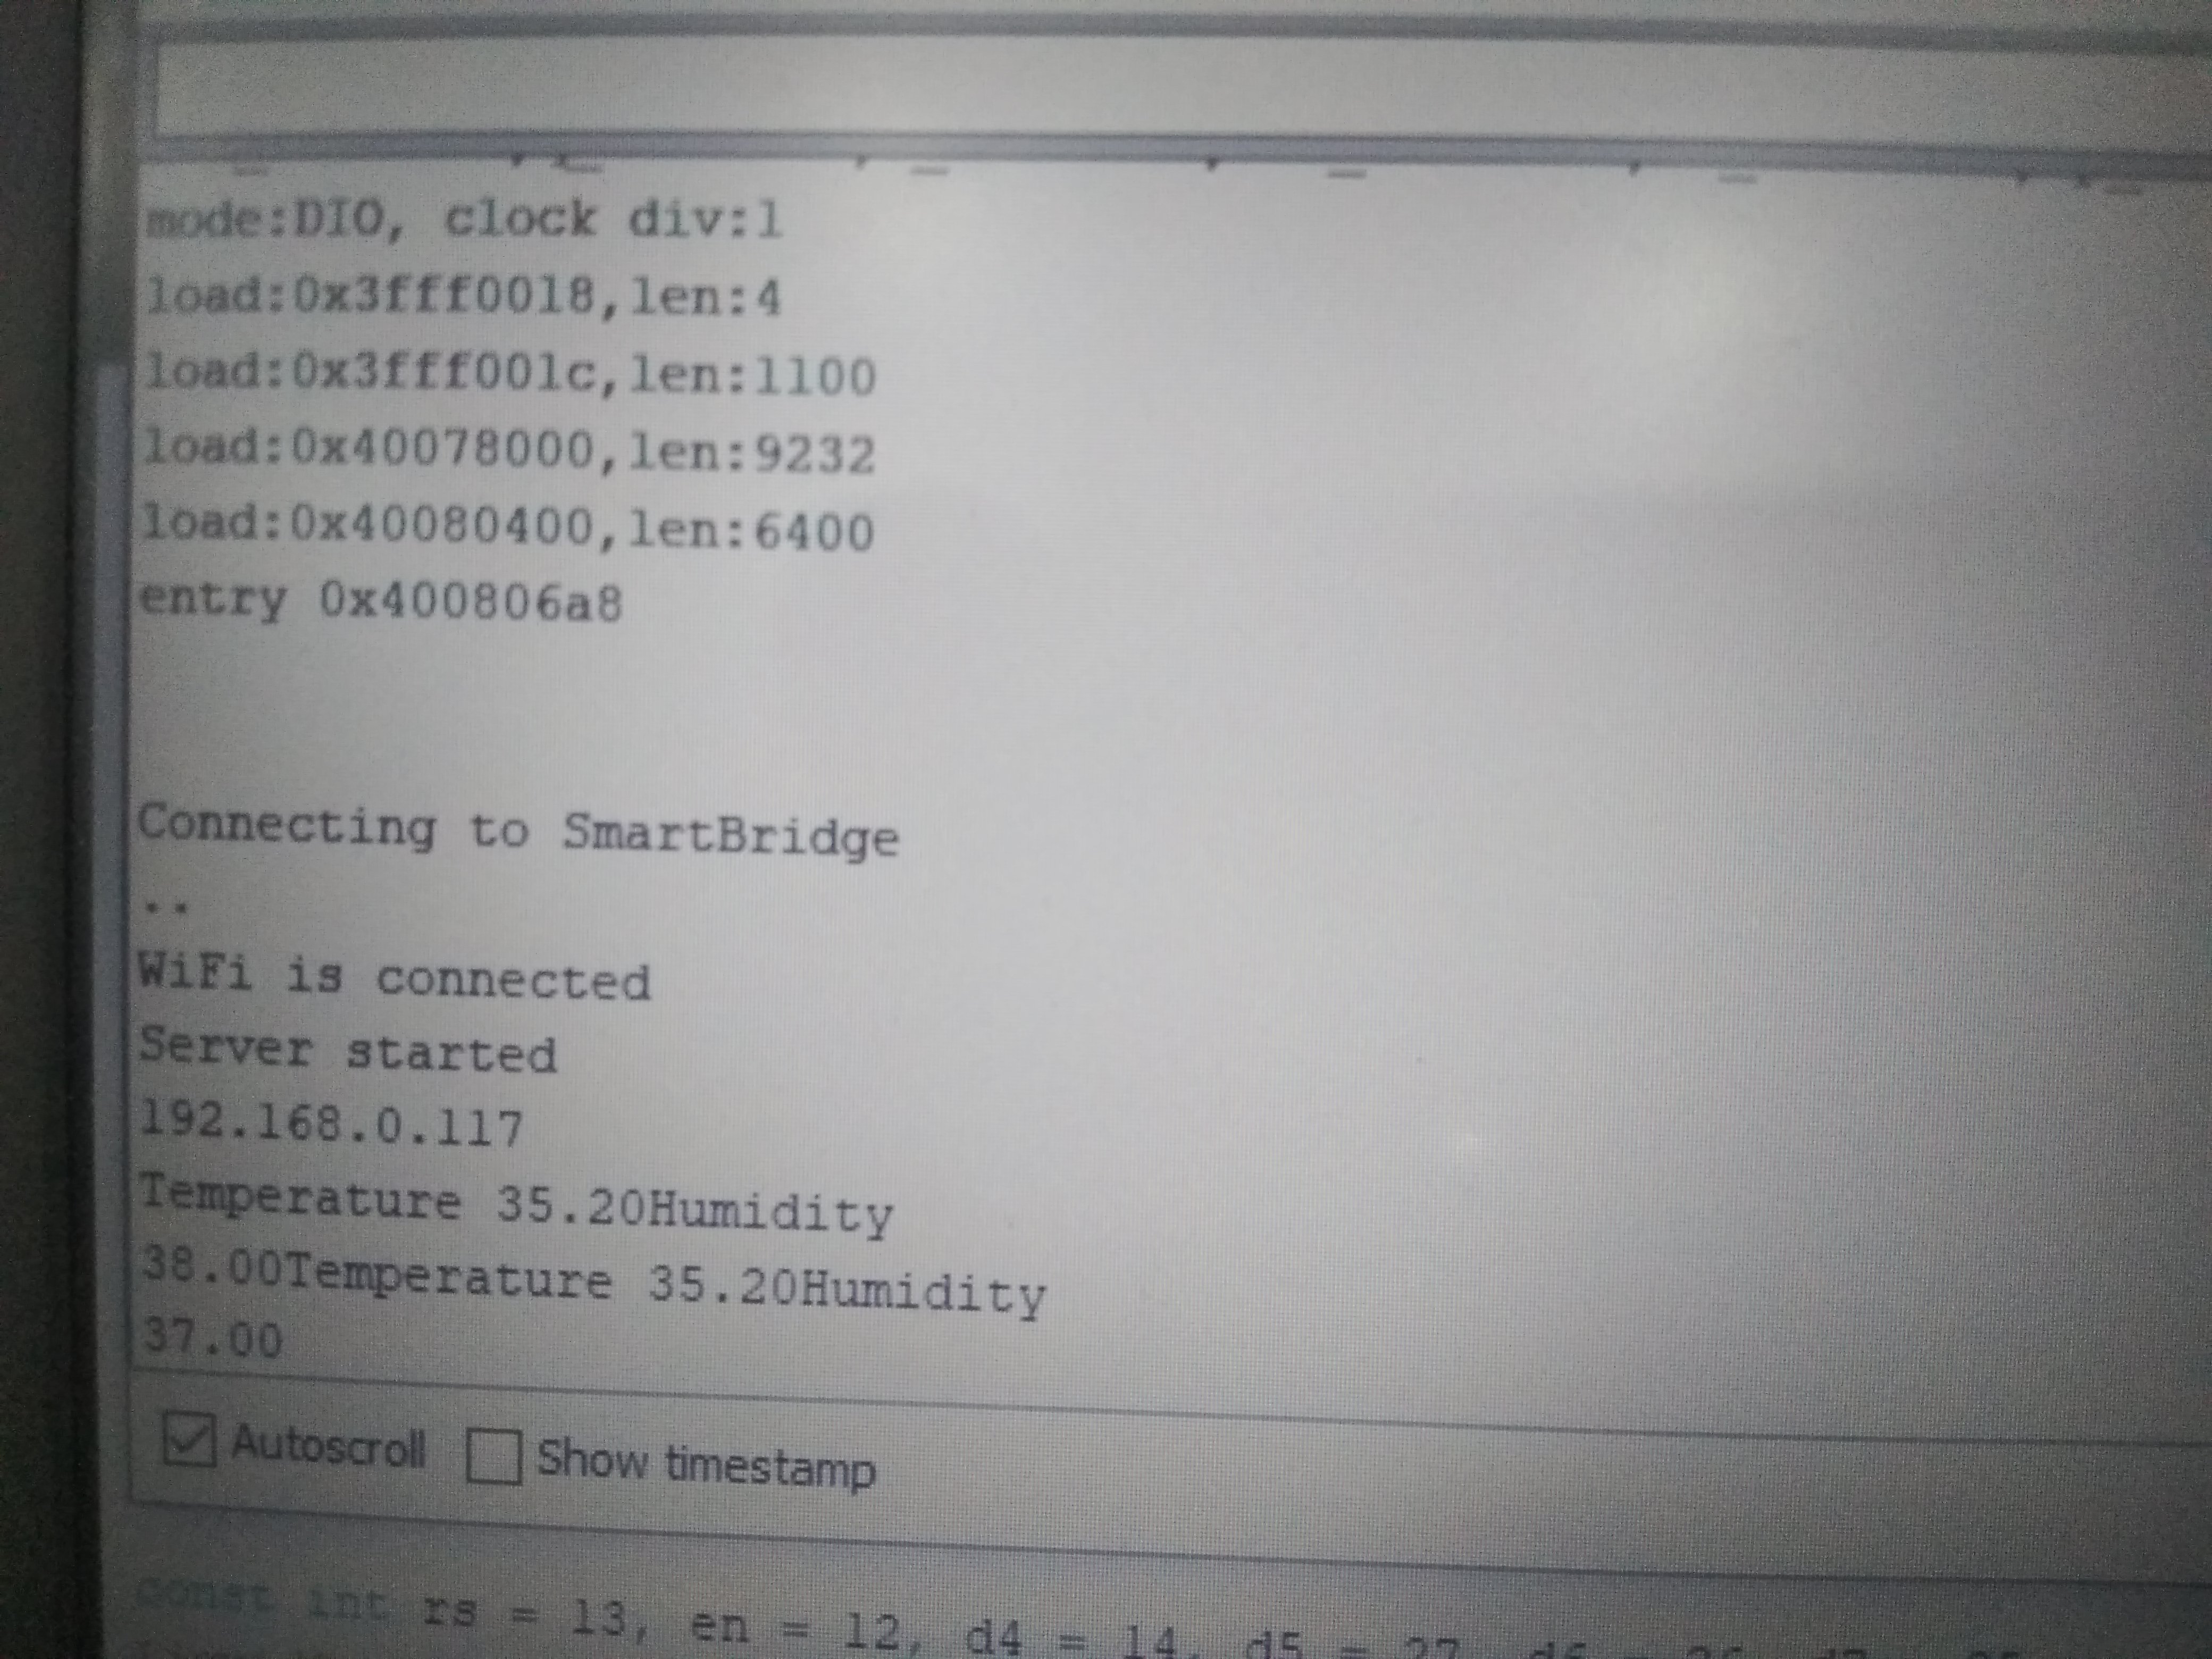 mode:DIO, clock div:1
load:0x3fff0018,len:4
load:0x3fff001c,len:1100
load:0x40078000,len:9232
load:0x40080400,len:6400
entry 0x400806a8
Connecting to SmartBridge
..
WiFi is connected
Server started
192.168.0.117
Temperature 35.20Humidity
38.00Temperature 35.20Humidity
37.00
Autoscroll Show timestamp
const int rs = 13, en = 12, d4 = 14, d5 = 27,